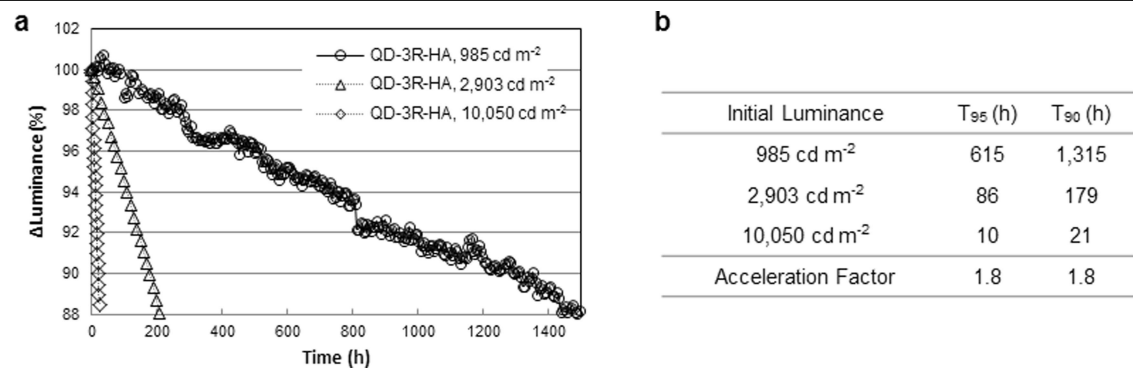 a
102
100
98
96
94
92
90
88
ΔLuminance (%)
QD-3R-HA, 985 cd m⁻²
QD-3R-HA, 2,903 cd m⁻²
QD-3R-HA, 10,050 cd m⁻²
0 200 400 600 800 1000 1200 1400
Time (h)
b
Initial Luminance T₉₅ (h) T₉₀ (h)
985 cd m⁻² 615 1,315
2,903 cd m⁻² 86 179
10,050 cd m⁻² 10 21
Acceleration Factor 1.8 1.8